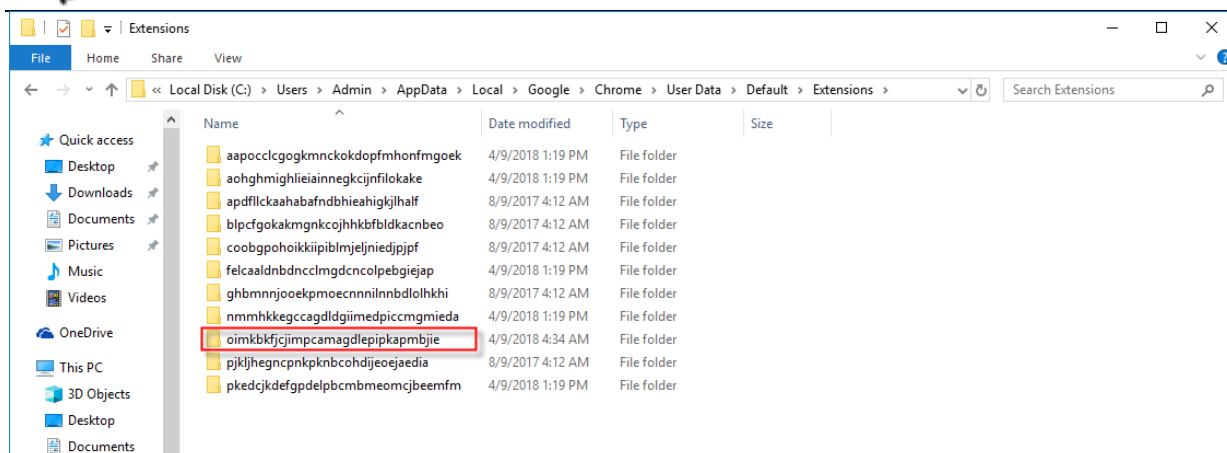 Extensions
File Home Share View
« Local Disk (C:) > Users > Admin > AppData > Local > Google > Chrome > User Data > Default > Extensions > Search Extensions
Name Date modified Type Size
Quick access
Desktop
Downloads
Documents
Pictures
Music
Videos
OneDrive
This PC
3D Objects
Desktop
Documents
aapocclcgogkmnckokdopfmhonfmgoek 4/9/2018 1:19 PM File folder
aohghmighlieiainnegkcijnfilokake 4/9/2018 1:19 PM File folder
apdfllckaahabafndbhieahigkjlhalf 8/9/2017 4:12 AM File folder
blpcfgokakmgnkcojhhkbfbldkacnbeo 8/9/2017 4:12 AM File folder
coobgpohoikkiipiblmjeljniedjpjpf 8/9/2017 4:12 AM File folder
felcaaldnbdncclmgdcncolpebgiejap 4/9/2018 1:19 PM File folder
ghbmnnjooekpmoecnnnilnnbdlolhkhi 8/9/2017 4:12 AM File folder
nmmhkkegccagdldgiimedpiccmgmieda 4/9/2018 1:19 PM File folder
oimkbkfjcjimpcamagdlepipkapmbjie 4/9/2018 4:34 AM File folder
pjkljhegncpnkpknbcohdijeoejaedia 8/9/2017 4:12 AM File folder
pkedcjkdefgpdelpbcmbmeomcjbeemfm 4/9/2018 1:19 PM File folder